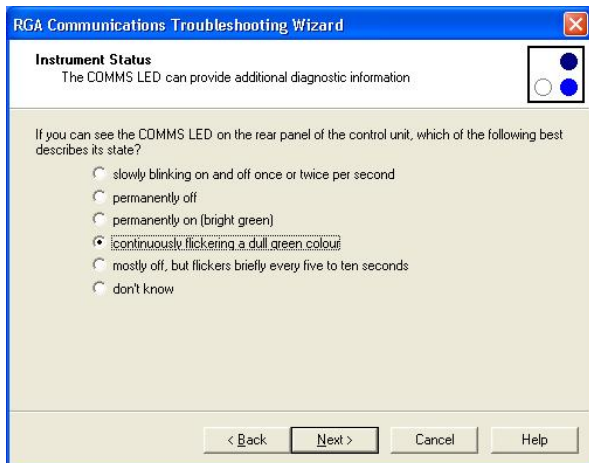 RGA Communications Troubleshooting Wizard
Instrument Status
The COMMS LED can provide additional diagnostic information
If you can see the COMMS LED on the rear panel of the control unit, which of the following best
describes its state?
slowly blinking on and off once or twice per second
permanently off
permanently on (bright green)
continuously flickering a dull green colour
mostly off, but flickers briefly every five to ten seconds
don't know
< Back Next > Cancel Help